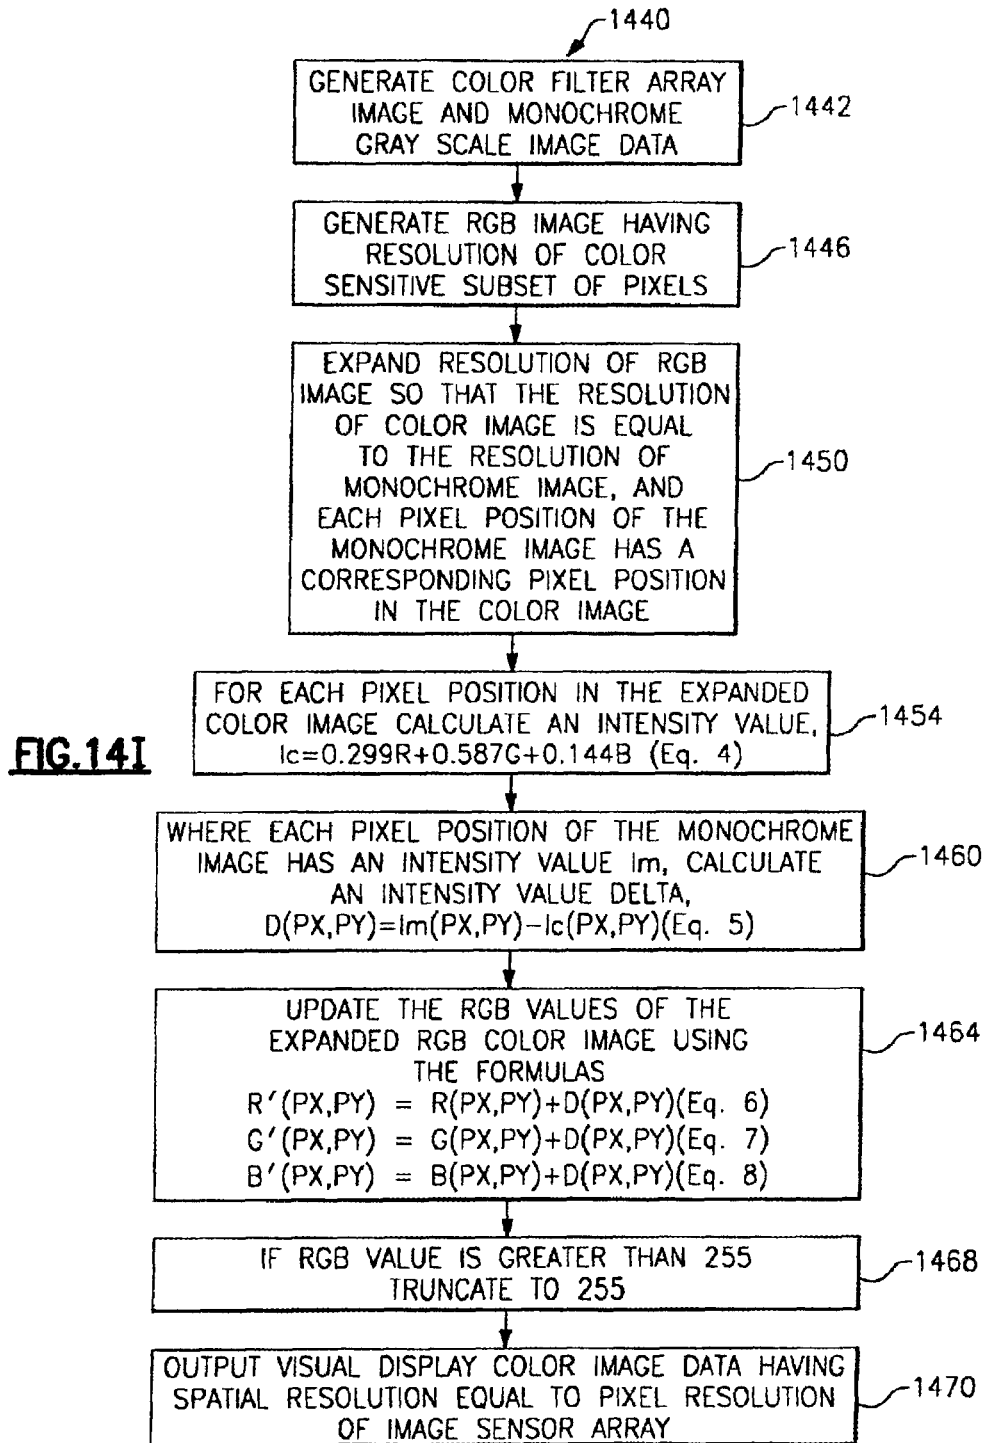 1440
GENERATE COLOR FILTER ARRAY
IMAGE AND MONOCHROME
GRAY SCALE IMAGE DATA
1442
GENERATE RGB IMAGE HAVING
RESOLUTION OF COLOR
SENSITIVE SUBSET OF PIXELS
1446
EXPAND RESOLUTION OF RGB
IMAGE SO THAT THE RESOLUTION
OF COLOR IMAGE IS EQUAL
TO THE RESOLUTION OF
MONOCHROME IMAGE, AND
EACH PIXEL POSITION OF THE
MONOCHROME IMAGE HAS A
CORRESPONDING PIXEL POSITION
IN THE COLOR IMAGE
1450
FOR EACH PIXEL POSITION IN THE EXPANDED
COLOR IMAGE CALCULATE AN INTENSITY VALUE,
Ic=0.299R+0.587G+0.144B (Eq. 4)
1454
FIG.14I
WHERE EACH PIXEL POSITION OF THE MONOCHROME
IMAGE HAS AN INTENSITY VALUE Im, CALCULATE
AN INTENSITY VALUE DELTA,
D(PX,PY)=Im(PX,PY)-Ic(PX,PY)(Eq. 5)
1460
UPDATE THE RGB VALUES OF THE
EXPANDED RGB COLOR IMAGE USING
THE FORMULAS
R'(PX,PY) = R(PX,PY)+D(PX,PY)(Eq. 6)
G'(PX,PY) = G(PX,PY)+D(PX,PY)(Eq. 7)
B'(PX,PY) = B(PX,PY)+D(PX,PY)(Eq. 8)
1464
IF RGB VALUE IS GREATER THAN 255
TRUNCATE TO 255
1468
OUTPUT VISUAL DISPLAY COLOR IMAGE DATA HAVING
SPATIAL RESOLUTION EQUAL TO PIXEL RESOLUTION
OF IMAGE SENSOR ARRAY
1470